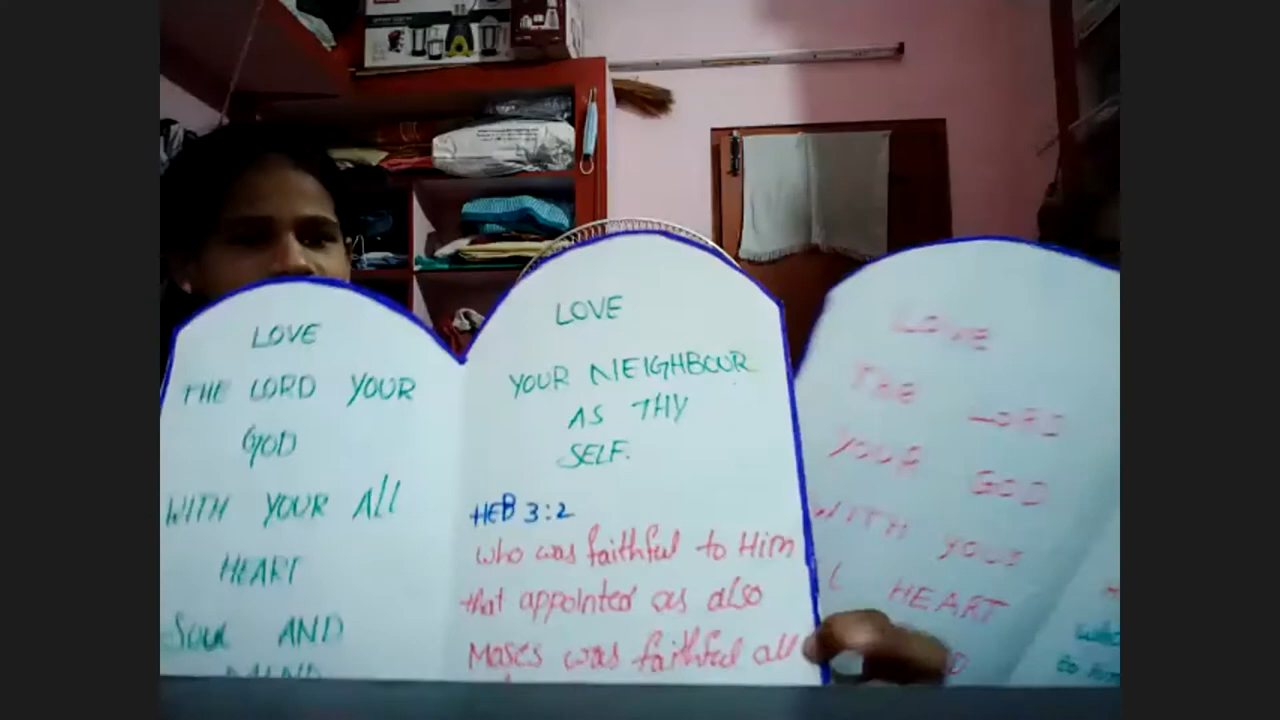 LOVE
THE LORD YOUR
GOD
WITH YOUR All
HEART
SOUL AND
LOVE
YOUR NEIGHBOUR
AS THY
SELF.
HEB 3:2
who was faithful to Him
that appointed as also
Moses was faithful all
LOVE
THE LORD
YOUR GOD
WITH YOUR
HEART